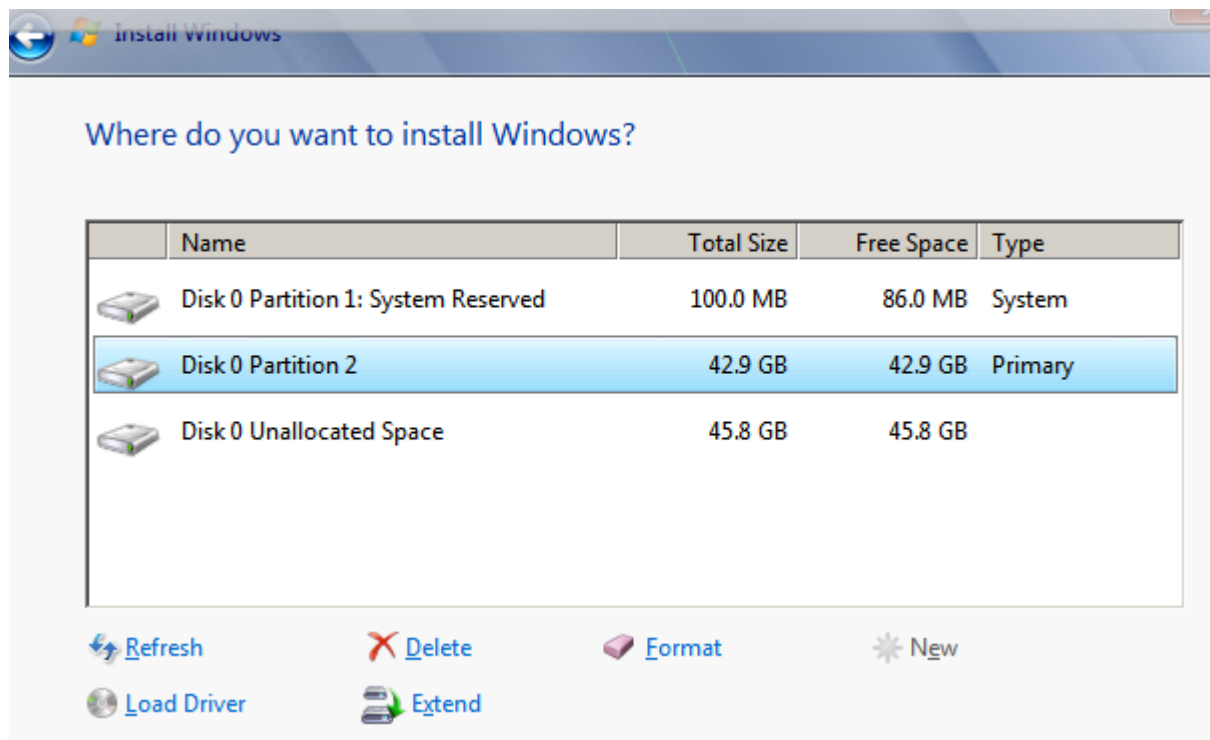 Install Windows
Where do you want to install Windows?
Name Total Size Free Space Type
Disk 0 Partition 1: System Reserved 100.0 MB 86.0 MB System
Disk 0 Partition 2 42.9 GB 42.9 GB Primary
Disk 0 Unallocated Space 45.8 GB 45.8 GB
Refresh Delete Format New
Load Driver Extend